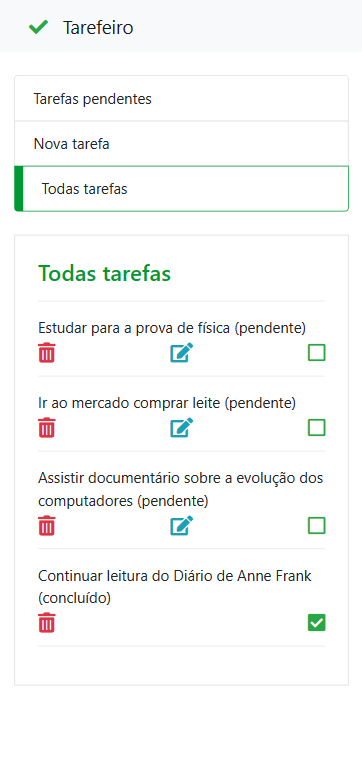 Tarefeiro
Tarefas pendentes
Nova tarefa
Todas tarefas
Todas tarefas
Estudar para a prova de física (pendente)
Ir ao mercado comprar leite (pendente)
Assistir documentário sobre a evolução dos
computadores (pendente)
Continuar leitura do Diário de Anne Frank
(concluído)